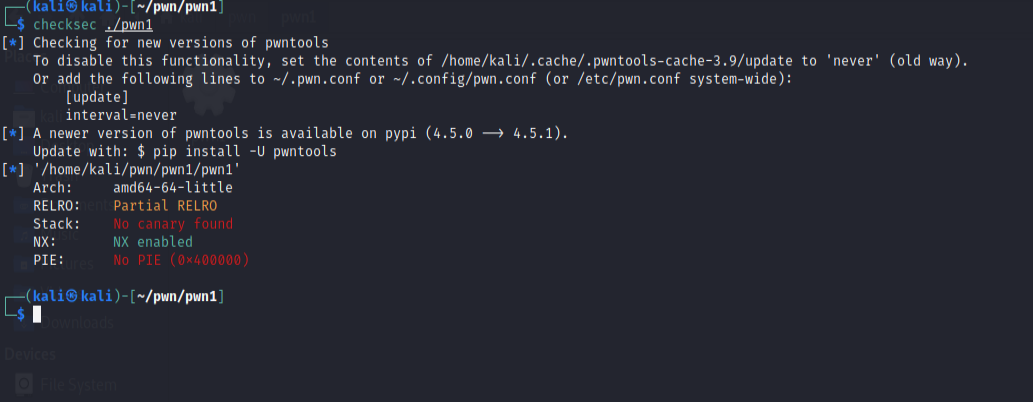 (kali㉿kali)-[~/pwn/pwn1]
$ checksec ./pwn1
[*] Checking for new versions of pwntools
To disable this functionality, set the contents of /home/kali/.cache/.pwntools-cache-3.9/update to 'never' (old way).
Or add the following lines to ~/.pwn.conf or ~/.config/pwn.conf (or /etc/pwn.conf system-wide):
[update]
interval=never
[*] A newer version of pwntools is available on pypi (4.5.0 ⟶ 4.5.1).
Update with: $ pip install -U pwntools
[*] '/home/kali/pwn/pwn1/pwn1'
Arch: amd64-64-little
RELRO: Partial RELRO
Stack: No canary found
NX: NX enabled
PIE: No PIE (0×400000)
(kali㉿kali)-[~/pwn/pwn1]
$
Downloads
Devices
File System